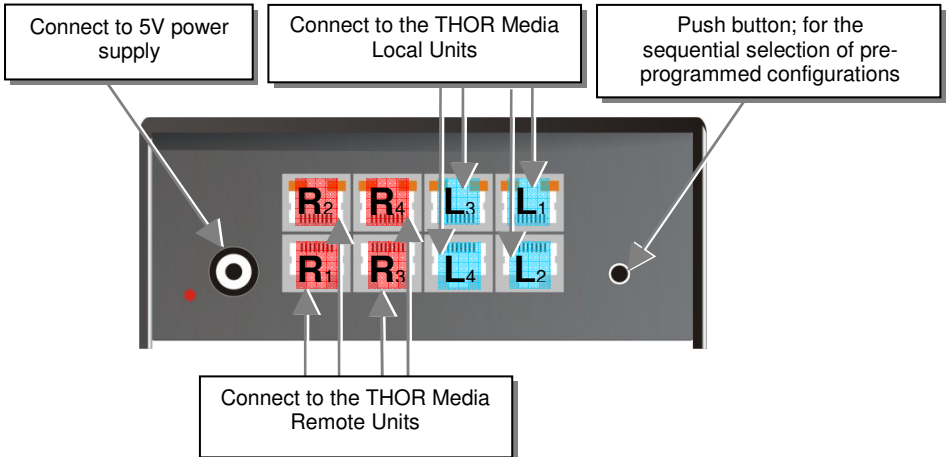 Connect to 5V power
supply
Connect to the THOR Media
Local Units
Push button; for the
sequential selection of pre-
programmed configurations
R2 R4 L3 L1
R1 R3 L4 L2
Connect to the THOR Media
Remote Units